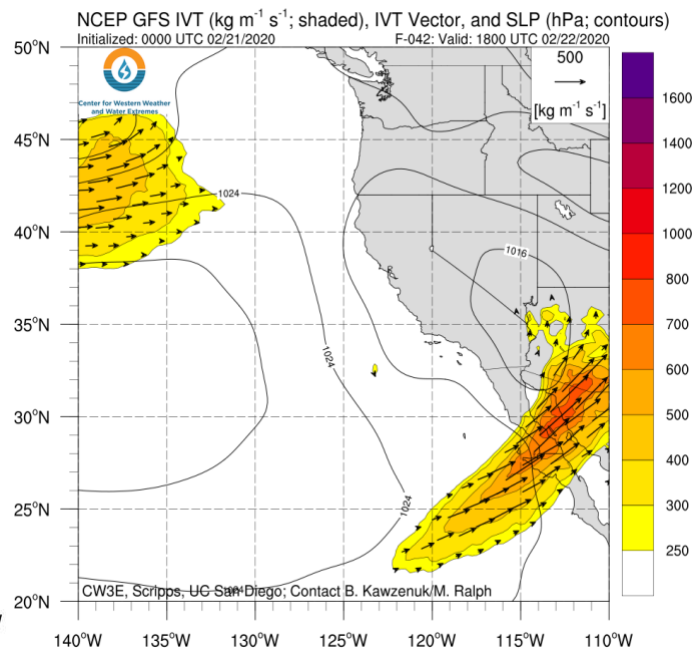 NCEP GFS IVT (kg m⁻¹ s⁻¹; shaded), IVT Vector, and SLP (hPa; contours)
Initialized: 0000 UTC 02/21/2020 F-042: Valid: 1800 UTC 02/22/2020
50°N
500
[kg m⁻¹ s⁻¹]
Center for Western Weather
and Water Extremes
1600
45°N
1400
1200
1024
40°N
1000
1016
800
35°N
700
1024
600
30°N
500
400
25°N
1024
300
250
CW3E, Scripps, UC San Diego; Contact B. Kawzenuk/M. Ralph
20°N
140°W 135°W 130°W 125°W 120°W 115°W 110°W